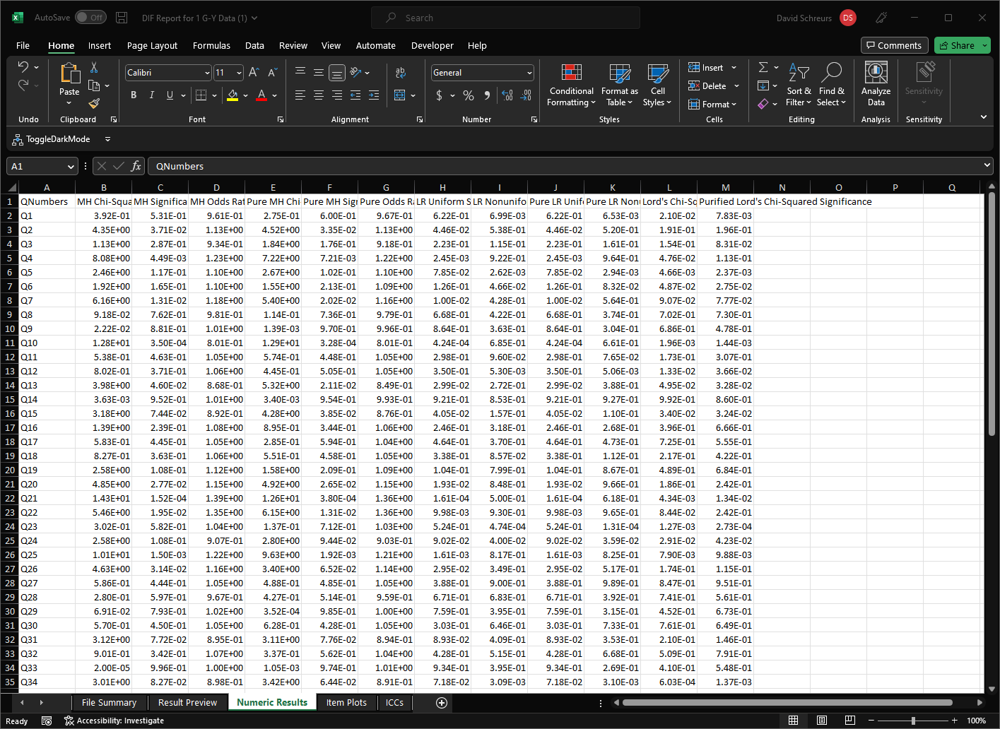 AutoSave Off DIF Report for 1 G-Y Data (1) Search David Schreurs DS
File Home Insert Page Layout Formulas Data Review View Automate Developer Help Comments Share
Paste Calibri 11 General Conditional Formatting Format as Table Cell Styles Insert Delete Format Sort & Filter Find & Select Analyze Data Sensitivity
Undo Clipboard Font Alignment Number Styles Cells Editing Analysis Sensitivity
ToggleDarkMode
A1 fx QNumbers
A B C D E F G H I J K L M N O P Q
1 QNumbers MH Chi-Squa MH Significa MH Odds Rat Pure MH Chi Pure MH Sigr Pure Odds Ra LR Uniform S LR Nonunifo Pure LR Unifo Pure LR Nonu Lord's Chi-Sq Purified Lord's Chi-Squared Significance
2 Q1 3.92E-01 5.31E-01 9.61E-01 2.75E-01 6.00E-01 9.67E-01 6.22E-01 6.99E-03 6.22E-01 6.53E-03 2.10E-02 7.83E-03
3 Q2 4.35E+00 3.71E-02 1.13E+00 4.52E+00 3.35E-02 1.13E+00 4.46E-02 5.38E-01 4.46E-02 5.20E-01 1.91E-01 1.96E-01
4 Q3 1.13E+00 2.87E-01 9.34E-01 1.84E+00 1.76E-01 9.18E-01 2.23E-01 1.15E-01 2.23E-01 1.61E-01 1.54E-01 8.31E-02
5 Q4 8.08E+00 4.49E-03 1.23E+00 7.22E+00 7.21E-03 1.22E+00 2.45E-03 9.22E-01 2.45E-03 9.64E-01 4.76E-02 1.13E-01
6 Q5 2.46E+00 1.17E-01 1.10E+00 2.67E+00 1.02E-01 1.10E+00 7.85E-02 2.62E-03 7.85E-02 2.94E-03 4.66E-03 2.37E-03
7 Q6 1.92E+00 1.65E-01 1.10E+00 1.55E+00 2.13E-01 1.09E+00 1.26E-01 4.66E-02 1.26E-01 8.32E-02 4.87E-02 2.75E-02
8 Q7 6.16E+00 1.31E-02 1.18E+00 5.40E+00 2.02E-02 1.16E+00 1.00E-02 4.28E-01 1.00E-02 5.64E-01 9.07E-02 7.77E-02
9 Q8 9.18E-02 7.62E-01 9.81E-01 1.14E-01 7.36E-01 9.79E-01 6.68E-01 4.22E-01 6.68E-01 3.74E-01 7.02E-01 7.30E-01
10 Q9 2.22E-02 8.81E-01 1.01E+00 1.39E-03 9.70E-01 9.96E-01 8.64E-01 3.63E-01 8.64E-01 3.04E-01 6.86E-01 4.78E-01
11 Q10 1.28E+01 3.50E-04 8.01E-01 1.29E+01 3.28E-04 8.01E-01 4.24E-04 6.85E-01 4.24E-04 6.61E-01 1.96E-03 1.44E-03
12 Q11 5.38E-01 4.63E-01 1.05E+00 5.74E-01 4.48E-01 1.05E+00 2.98E-01 9.60E-02 2.98E-01 7.65E-02 1.73E-01 3.07E-01
13 Q12 8.02E-01 3.71E-01 1.06E+00 4.45E-01 5.05E-01 1.05E+00 3.50E-01 5.30E-03 3.50E-01 5.06E-03 1.33E-02 3.66E-02
14 Q13 3.98E+00 4.60E-02 8.68E-01 5.32E+00 2.11E-02 8.49E-01 2.99E-02 2.72E-01 2.99E-02 3.88E-01 4.95E-02 3.28E-02
15 Q14 3.63E-03 9.52E-01 1.01E+00 3.40E-03 9.54E-01 9.93E-01 9.21E-01 8.53E-01 9.21E-01 9.27E-01 9.92E-01 8.60E-01
16 Q15 3.18E+00 7.44E-02 8.92E-01 4.28E+00 3.85E-02 8.76E-01 4.05E-02 1.57E-01 4.05E-02 1.10E-01 3.40E-02 3.24E-02
17 Q16 1.39E+00 2.39E-01 1.08E+00 8.95E-01 3.44E-01 1.06E+00 2.46E-01 3.18E-01 2.46E-01 2.68E-01 3.96E-01 6.66E-01
18 Q17 5.83E-01 4.45E-01 1.05E+00 2.85E-01 5.94E-01 1.04E+00 4.64E-01 3.70E-01 4.64E-01 4.73E-01 7.25E-01 5.55E-01
19 Q18 8.27E-01 3.63E-01 1.06E+00 5.51E-01 4.58E-01 1.05E+00 3.38E-01 8.57E-02 3.38E-01 1.12E-01 2.17E-01 4.22E-01
20 Q19 2.58E+00 1.08E-01 1.12E+00 1.58E+00 2.09E-01 1.09E+00 1.04E-01 7.99E-01 1.04E-01 8.67E-01 4.89E-01 6.84E-01
21 Q20 4.85E+00 2.77E-02 1.15E+00 4.92E+00 2.65E-02 1.15E+00 1.93E-02 8.48E-01 1.93E-02 9.66E-01 1.86E-01 2.42E-01
22 Q21 1.43E+01 1.52E-04 1.39E+00 1.26E+01 3.80E-04 1.36E+00 1.61E-04 5.00E-01 1.61E-04 6.18E-01 4.34E-03 1.34E-02
23 Q22 5.46E+00 1.95E-02 1.35E+00 6.15E+00 1.31E-02 1.36E+00 9.98E-03 9.30E-01 9.98E-03 9.65E-01 8.44E-02 2.42E-01
24 Q23 3.02E-01 5.82E-01 1.04E+00 1.37E-01 7.12E-01 1.03E+00 5.24E-01 4.74E-04 5.24E-01 1.31E-04 1.27E-03 2.73E-04
25 Q24 2.58E+00 1.08E-01 9.07E-01 2.80E+00 9.44E-02 9.03E-01 9.02E-02 4.00E-02 9.02E-02 3.59E-02 2.91E-02 4.23E-02
26 Q25 1.01E+01 1.50E-03 1.22E+00 9.63E+00 1.92E-03 1.21E+00 1.61E-03 8.17E-01 1.61E-03 8.25E-01 7.90E-03 9.88E-03
27 Q26 4.63E+00 3.14E-02 1.16E+00 3.40E+00 6.52E-02 1.14E+00 2.95E-02 3.49E-01 2.95E-02 5.17E-01 1.74E-01 1.15E-01
28 Q27 5.86E-01 4.44E-01 1.05E+00 4.88E-01 4.85E-01 1.05E+00 3.88E-01 9.00E-01 3.88E-01 9.89E-01 8.47E-01 9.51E-01
29 Q28 2.80E-01 5.97E-01 9.67E-01 4.27E-01 5.14E-01 9.59E-01 6.71E-01 6.83E-01 6.71E-01 3.92E-01 7.41E-01 5.61E-01
30 Q29 6.91E-02 7.93E-01 1.02E+00 3.52E-04 9.85E-01 1.00E+00 7.59E-01 3.95E-01 7.59E-01 3.15E-01 4.52E-01 6.73E-01
31 Q30 5.70E-01 4.50E-01 1.05E+00 6.28E-01 4.28E-01 1.05E+00 3.03E-01 6.46E-01 3.03E-01 7.33E-01 7.61E-01 6.49E-01
32 Q31 3.12E+00 7.72E-02 8.95E-01 3.11E+00 7.76E-02 8.94E-01 8.93E-02 4.09E-01 8.93E-02 3.53E-01 2.10E-01 1.46E-01
33 Q32 9.01E-01 3.42E-01 1.07E+00 3.37E-01 5.62E-01 1.04E+00 4.28E-01 5.15E-01 4.28E-01 6.68E-01 5.09E-01 7.91E-01
34 Q33 2.00E-05 9.96E-01 1.00E+00 1.05E-03 9.74E-01 1.01E+00 9.34E-01 3.95E-01 9.34E-01 2.69E-01 4.10E-01 5.48E-01
35 Q34 3.01E+00 8.27E-02 8.98E-01 3.42E+00 6.44E-02 8.91E-01 7.18E-02 3.09E-03 7.18E-02 3.10E-03 6.03E-04 1.37E-03
File Summary Result Preview Numeric Results Item Plots ICCs
Ready Accessibility: Investigate 100%